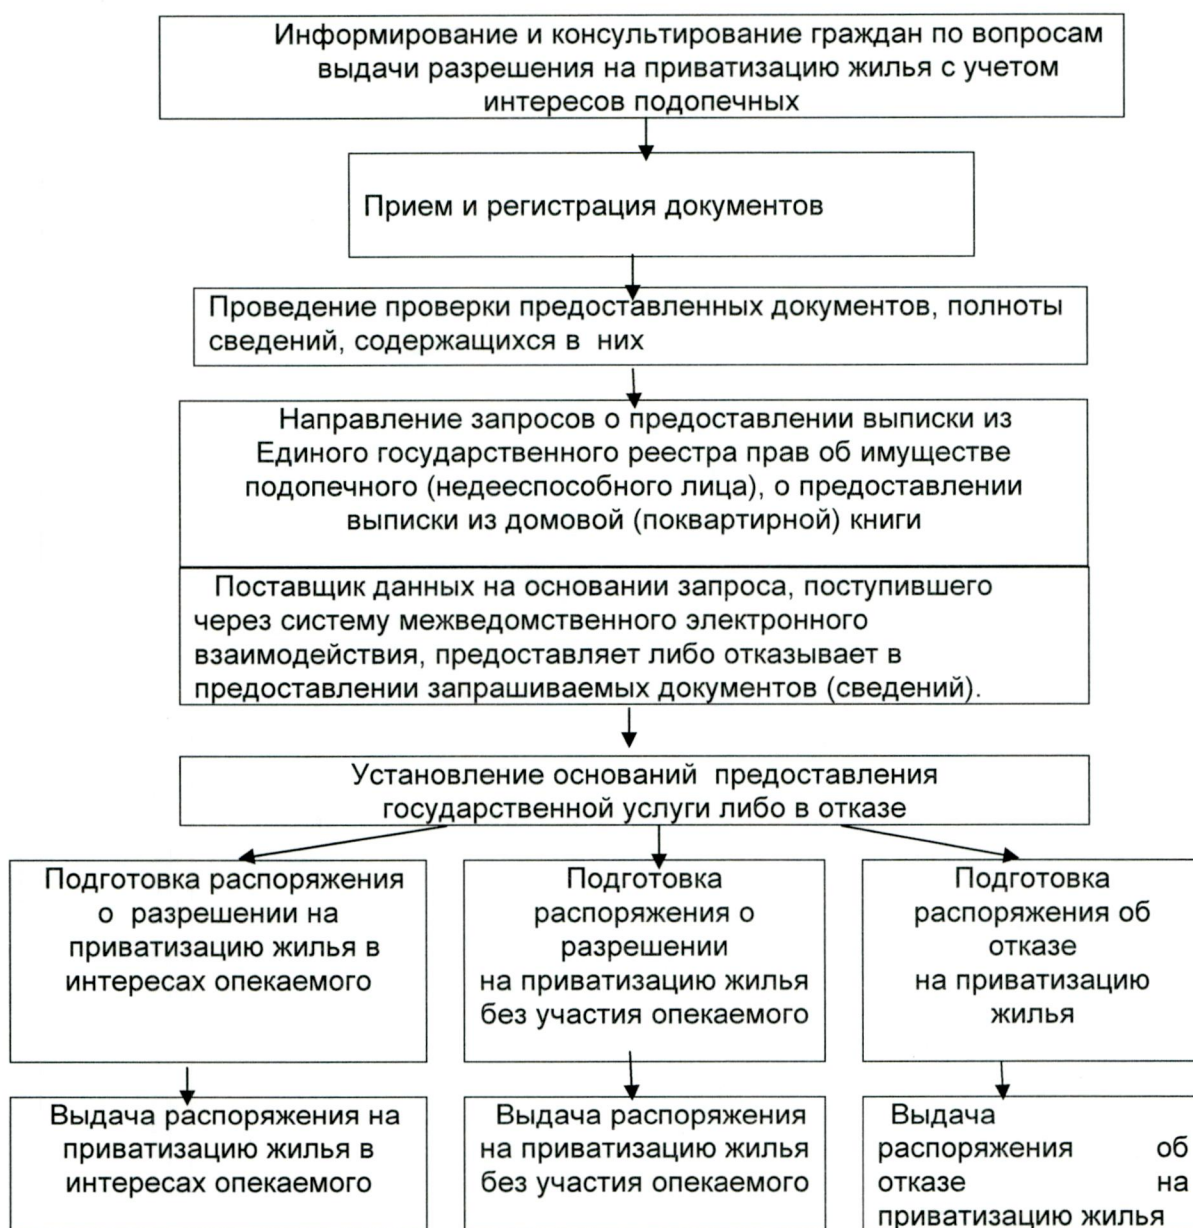 Информирование и консультирование граждан по вопросам
выдачи разрешения на приватизацию жилья с учетом
интересов подопечных
Прием и регистрация документов
Проведение проверки предоставленных документов, полноты
сведений, содержащихся в них
Направление запросов о предоставлении выписки из
Единого государственного реестра прав об имуществе
подопечного (недееспособного лица), о предоставлении
выписки из домовой (поквартирной) книги
Поставщик данных на основании запроса, поступившего
через систему межведомственного электронного
взаимодействия, предоставляет либо отказывает в
предоставлении запрашиваемых документов (сведений).
Установление оснований предоставления
государственной услуги либо в отказе
Подготовка распоряжения
о разрешении на
приватизацию жилья в
интересах опекаемого
Подготовка
распоряжения о
разрешении
на приватизацию жилья
без участия опекаемого
Подготовка
распоряжения об
отказе
на приватизацию
жилья
Выдача распоряжения на
приватизацию жилья в
интересах опекаемого
Выдача распоряжения
на приватизацию жилья
без участия опекаемого
Выдача
распоряжения об
отказе на
приватизацию жилья